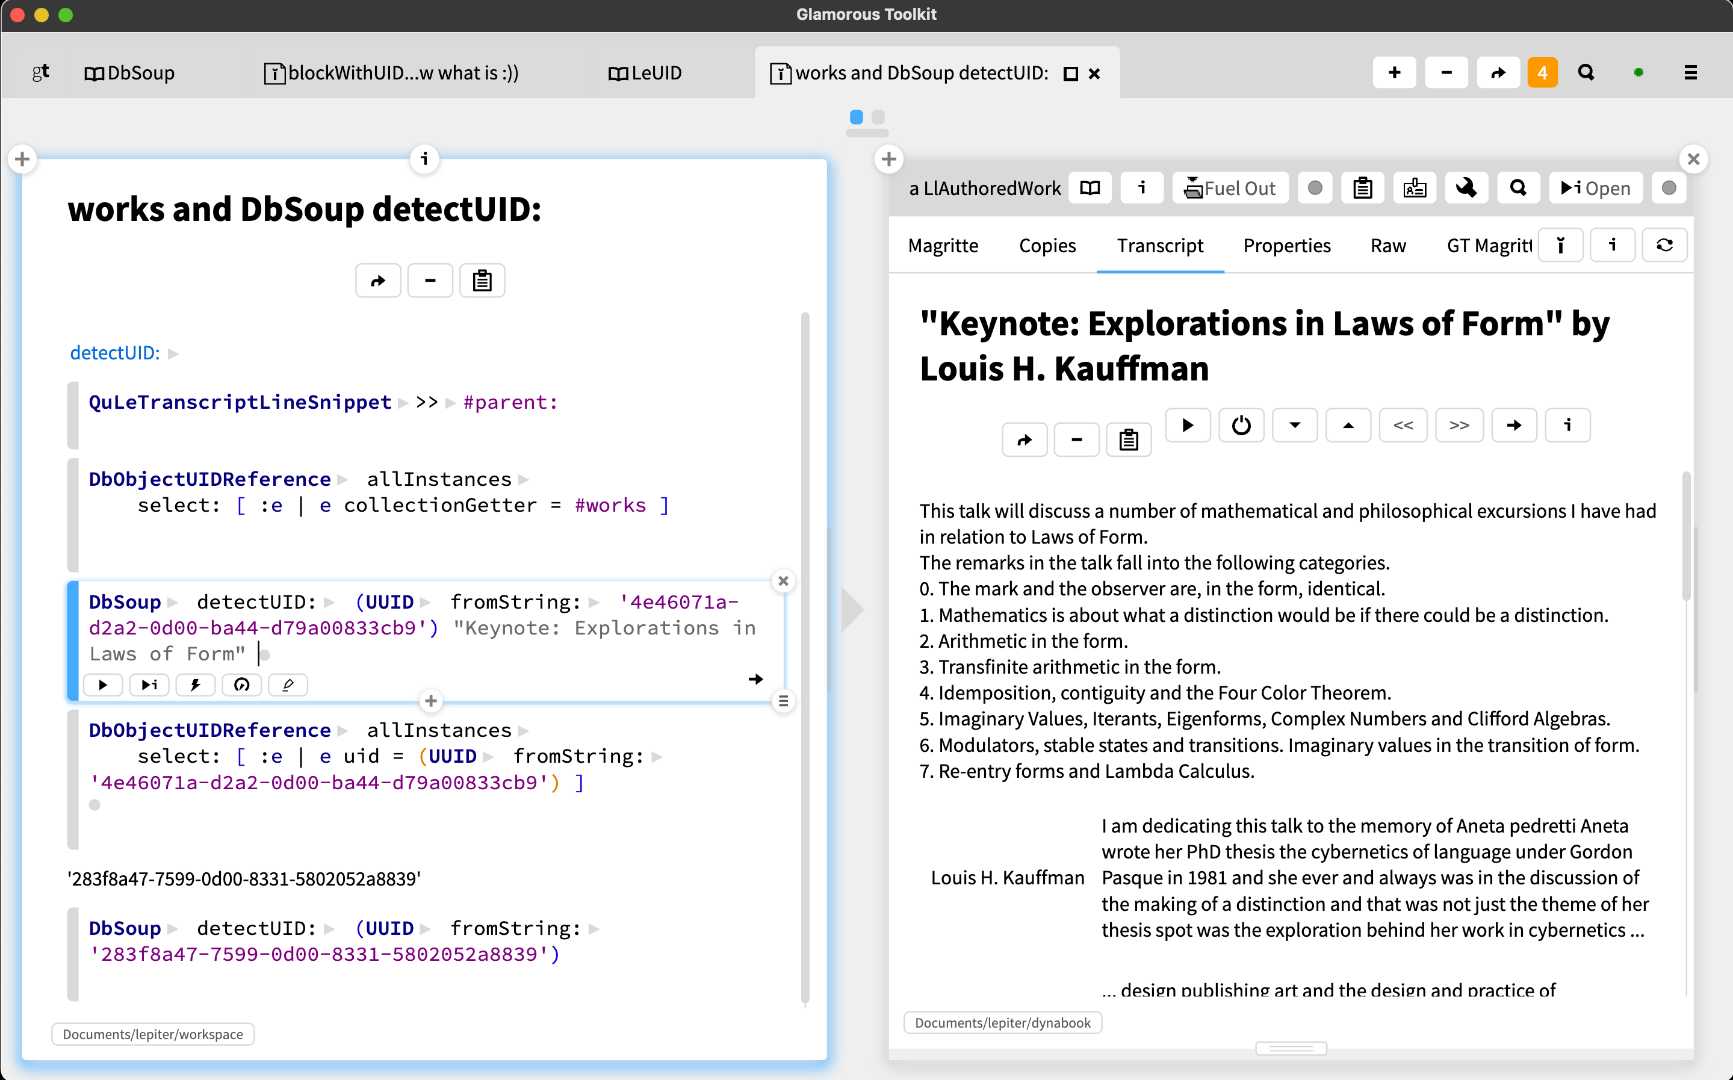 Glamorous Toolkit
gt
DbSoup
blockWithUID...w what is :))
LeUID
works and DbSoup detectUID:
4
works and DbSoup detectUID:
detectUID:
QuLeTranscriptLineSnippet >> #parent:
DbObjectUIDReference allInstances
select: [ :e | e collectionGetter = #works ]
DbSoup detectUID: (UUID fromString: '4e46071a-
d2a2-0d00-ba44-d79a00833cb9') "Keynote: Explorations in
Laws of Form"
DbObjectUIDReference allInstances
select: [ :e | e uid = (UUID fromString:
'4e46071a-d2a2-0d00-ba44-d79a00833cb9') ]
'283f8a47-7599-0d00-8331-5802052a8839'
DbSoup detectUID: (UUID fromString:
'283f8a47-7599-0d00-8331-5802052a8839')
Documents/lepiter/workspace
a LlAuthoredWork
Fuel Out
Open
Magritte
Copies
Transcript
Properties
Raw
GT Magritt
"Keynote: Explorations in Laws of Form" by
Louis H. Kauffman
<<
>>
This talk will discuss a number of mathematical and philosophical excursions I have had
in relation to Laws of Form.
The remarks in the talk fall into the following categories.
0. The mark and the observer are, in the form, identical.
1. Mathematics is about what a distinction would be if there could be a distinction.
2. Arithmetic in the form.
3. Transfinite arithmetic in the form.
4. Idemposition, contiguity and the Four Color Theorem.
5. Imaginary Values, Iterants, Eigenforms, Complex Numbers and Clifford Algebras.
6. Modulators, stable states and transitions. Imaginary values in the transition of form.
7. Re-entry forms and Lambda Calculus.
Louis H. Kauffman
I am dedicating this talk to the memory of Aneta pedretti Aneta
wrote her PhD thesis the cybernetics of language under Gordon
Pasque in 1981 and she ever and always was in the discussion of
the making of a distinction and that was not just the theme of her
thesis spot was the exploration behind her work in cybernetics ...
... design publishing art and the design and practice of
Documents/lepiter/dynabook